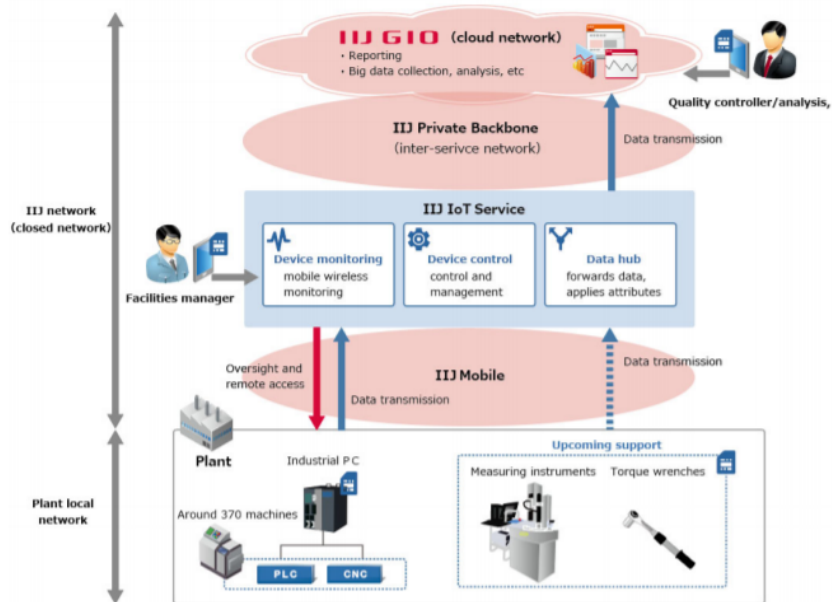 IIJ GIO (cloud network)
・Reporting
・Big data collection, analysis, etc
Quality controller/analysis,
IIJ Private Backbone
(inter-serivce network)
Data transmission
IIJ network
(closed network)
IIJ IoT Service
Device monitoring
mobile wireless
monitoring
Device control
control and
management
Data hub
forwards data,
applies attributes
Facilities manager
Oversight and
remote access
Data transmission
IIJ Mobile
Data transmission
Plant local
network
Plant
Industrial PC
Around 370 machines
PLC
CNC
Upcoming support
Measuring instruments
Torque wrenches